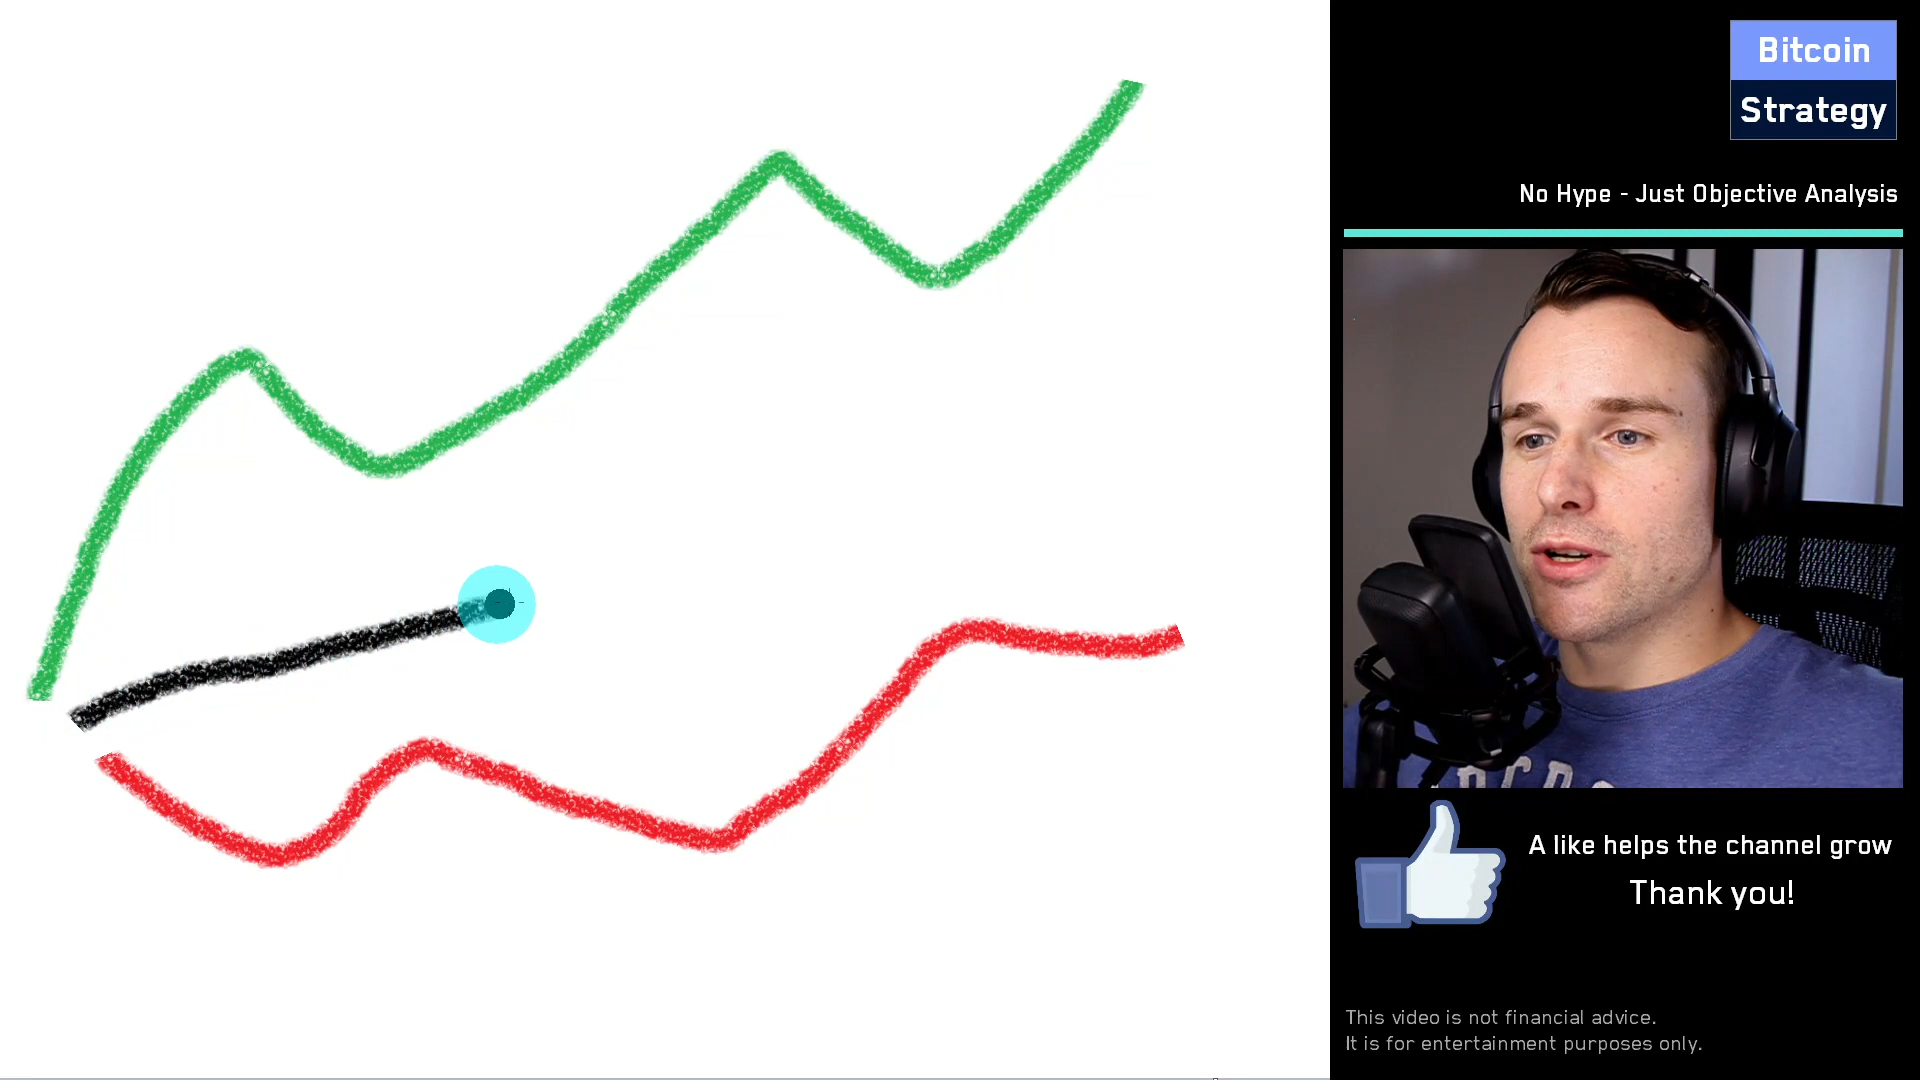 Bitcoin
Strategy
No Hype - Just Objective Analysis
A like helps the channel grow
Thank you!
This video is not financial advice.
It is for entertainment purposes only.